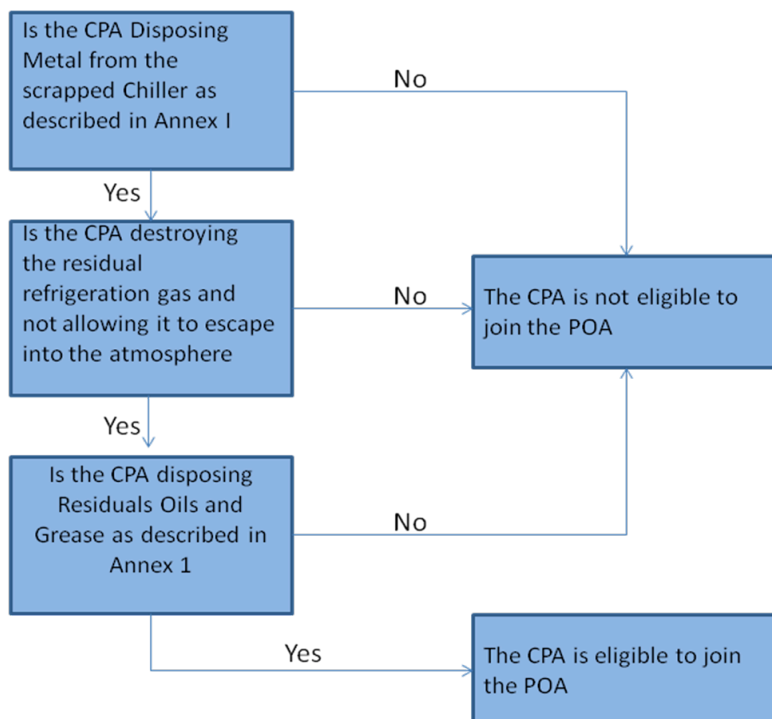 Is the CPA Disposing
Metal from the
scrapped Chiller as
described in Annex I
No
Yes
Is the CPA destroying
the residual
refrigeration gas and
not allowing it to escape
into the atmosphere
No
The CPA is not eligible to
join the POA
Yes
Is the CPA disposing
Residuals Oils and
Grease as described in
Annex 1
No
Yes
The CPA is eligible to join
the POA